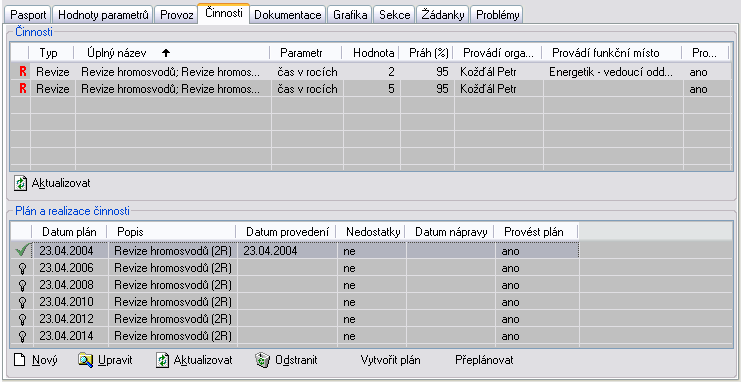 Pasport Hodnoty parametrů Provoz Činnosti Dokumentace Grafika Sekce Žádanky Problémy
Činnosti
Typ Úplný název Parametr Hodnota Práh (%) Provádí orga... Provádí funkční místo Pro...
R Revize Revize hromosvodů; Revize hromos... čas v rocích 2 95 Kožďál Petr Energetik - vedoucí odd... ano
R Revize Revize hromosvodů; Revize hromos... čas v rocích 5 95 Kožďál Petr ano
Aktualizovat
Plán a realizace činnosti
Datum plán Popis Datum provedení Nedostatky Datum nápravy Provést plán
23.04.2004 Revize hromosvodů (2R) 23.04.2004 ne ano
23.04.2006 Revize hromosvodů (2R) ne ano
23.04.2008 Revize hromosvodů (2R) ne ano
23.04.2010 Revize hromosvodů (2R) ne ano
23.04.2012 Revize hromosvodů (2R) ne ano
23.04.2014 Revize hromosvodů (2R) ne ano
Nový Upravit Aktualizovat Odstranit Vytvořit plán Přeplánovat